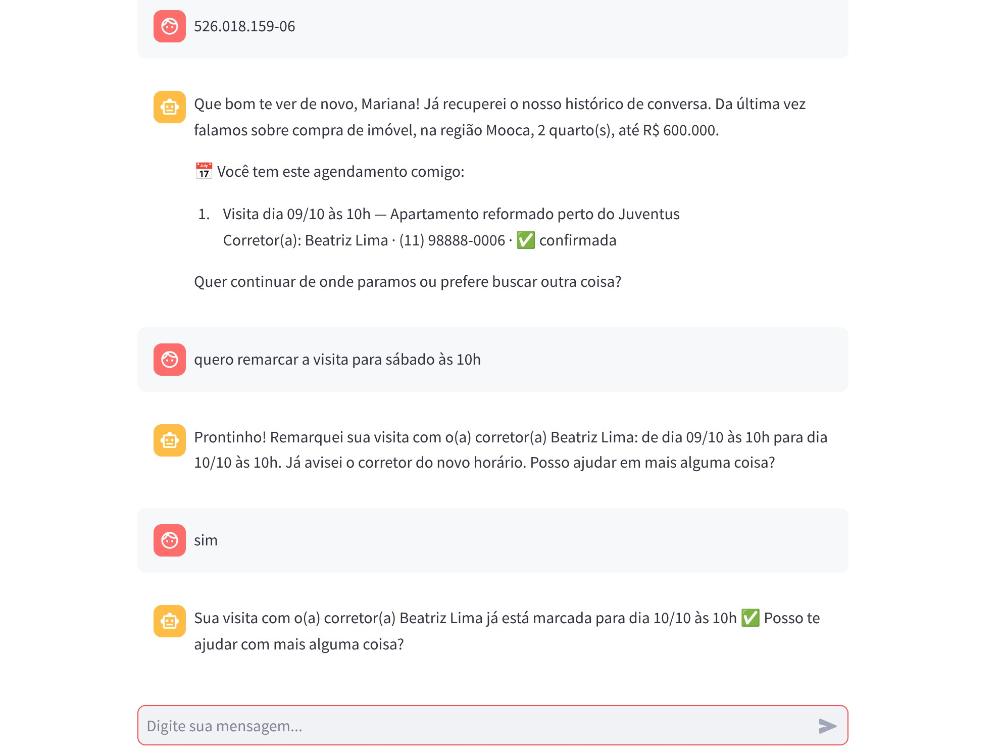 526.018.159-06
Que bom te ver de novo, Mariana! Já recuperei o nosso histórico de conversa. Da última vez
falamos sobre compra de imóvel, na região Mooca, 2 quarto(s), até R$ 600.000.
📅 Você tem este agendamento comigo:
1. Visita dia 09/10 às 10h — Apartamento reformado perto do Juventus
Corretor(a): Beatriz Lima · (11) 98888-0006 · ✅ confirmada
Quer continuar de onde paramos ou prefere buscar outra coisa?
quero remarcar a visita para sábado às 10h
Prontinho! Remarquei sua visita com o(a) corretor(a) Beatriz Lima: de dia 09/10 às 10h para dia
10/10 às 10h. Já avisei o corretor do novo horário. Posso ajudar em mais alguma coisa?
sim
Sua visita com o(a) corretor(a) Beatriz Lima já está marcada para dia 10/10 às 10h ✅ Posso te
ajudar com mais alguma coisa?
Digite sua mensagem...